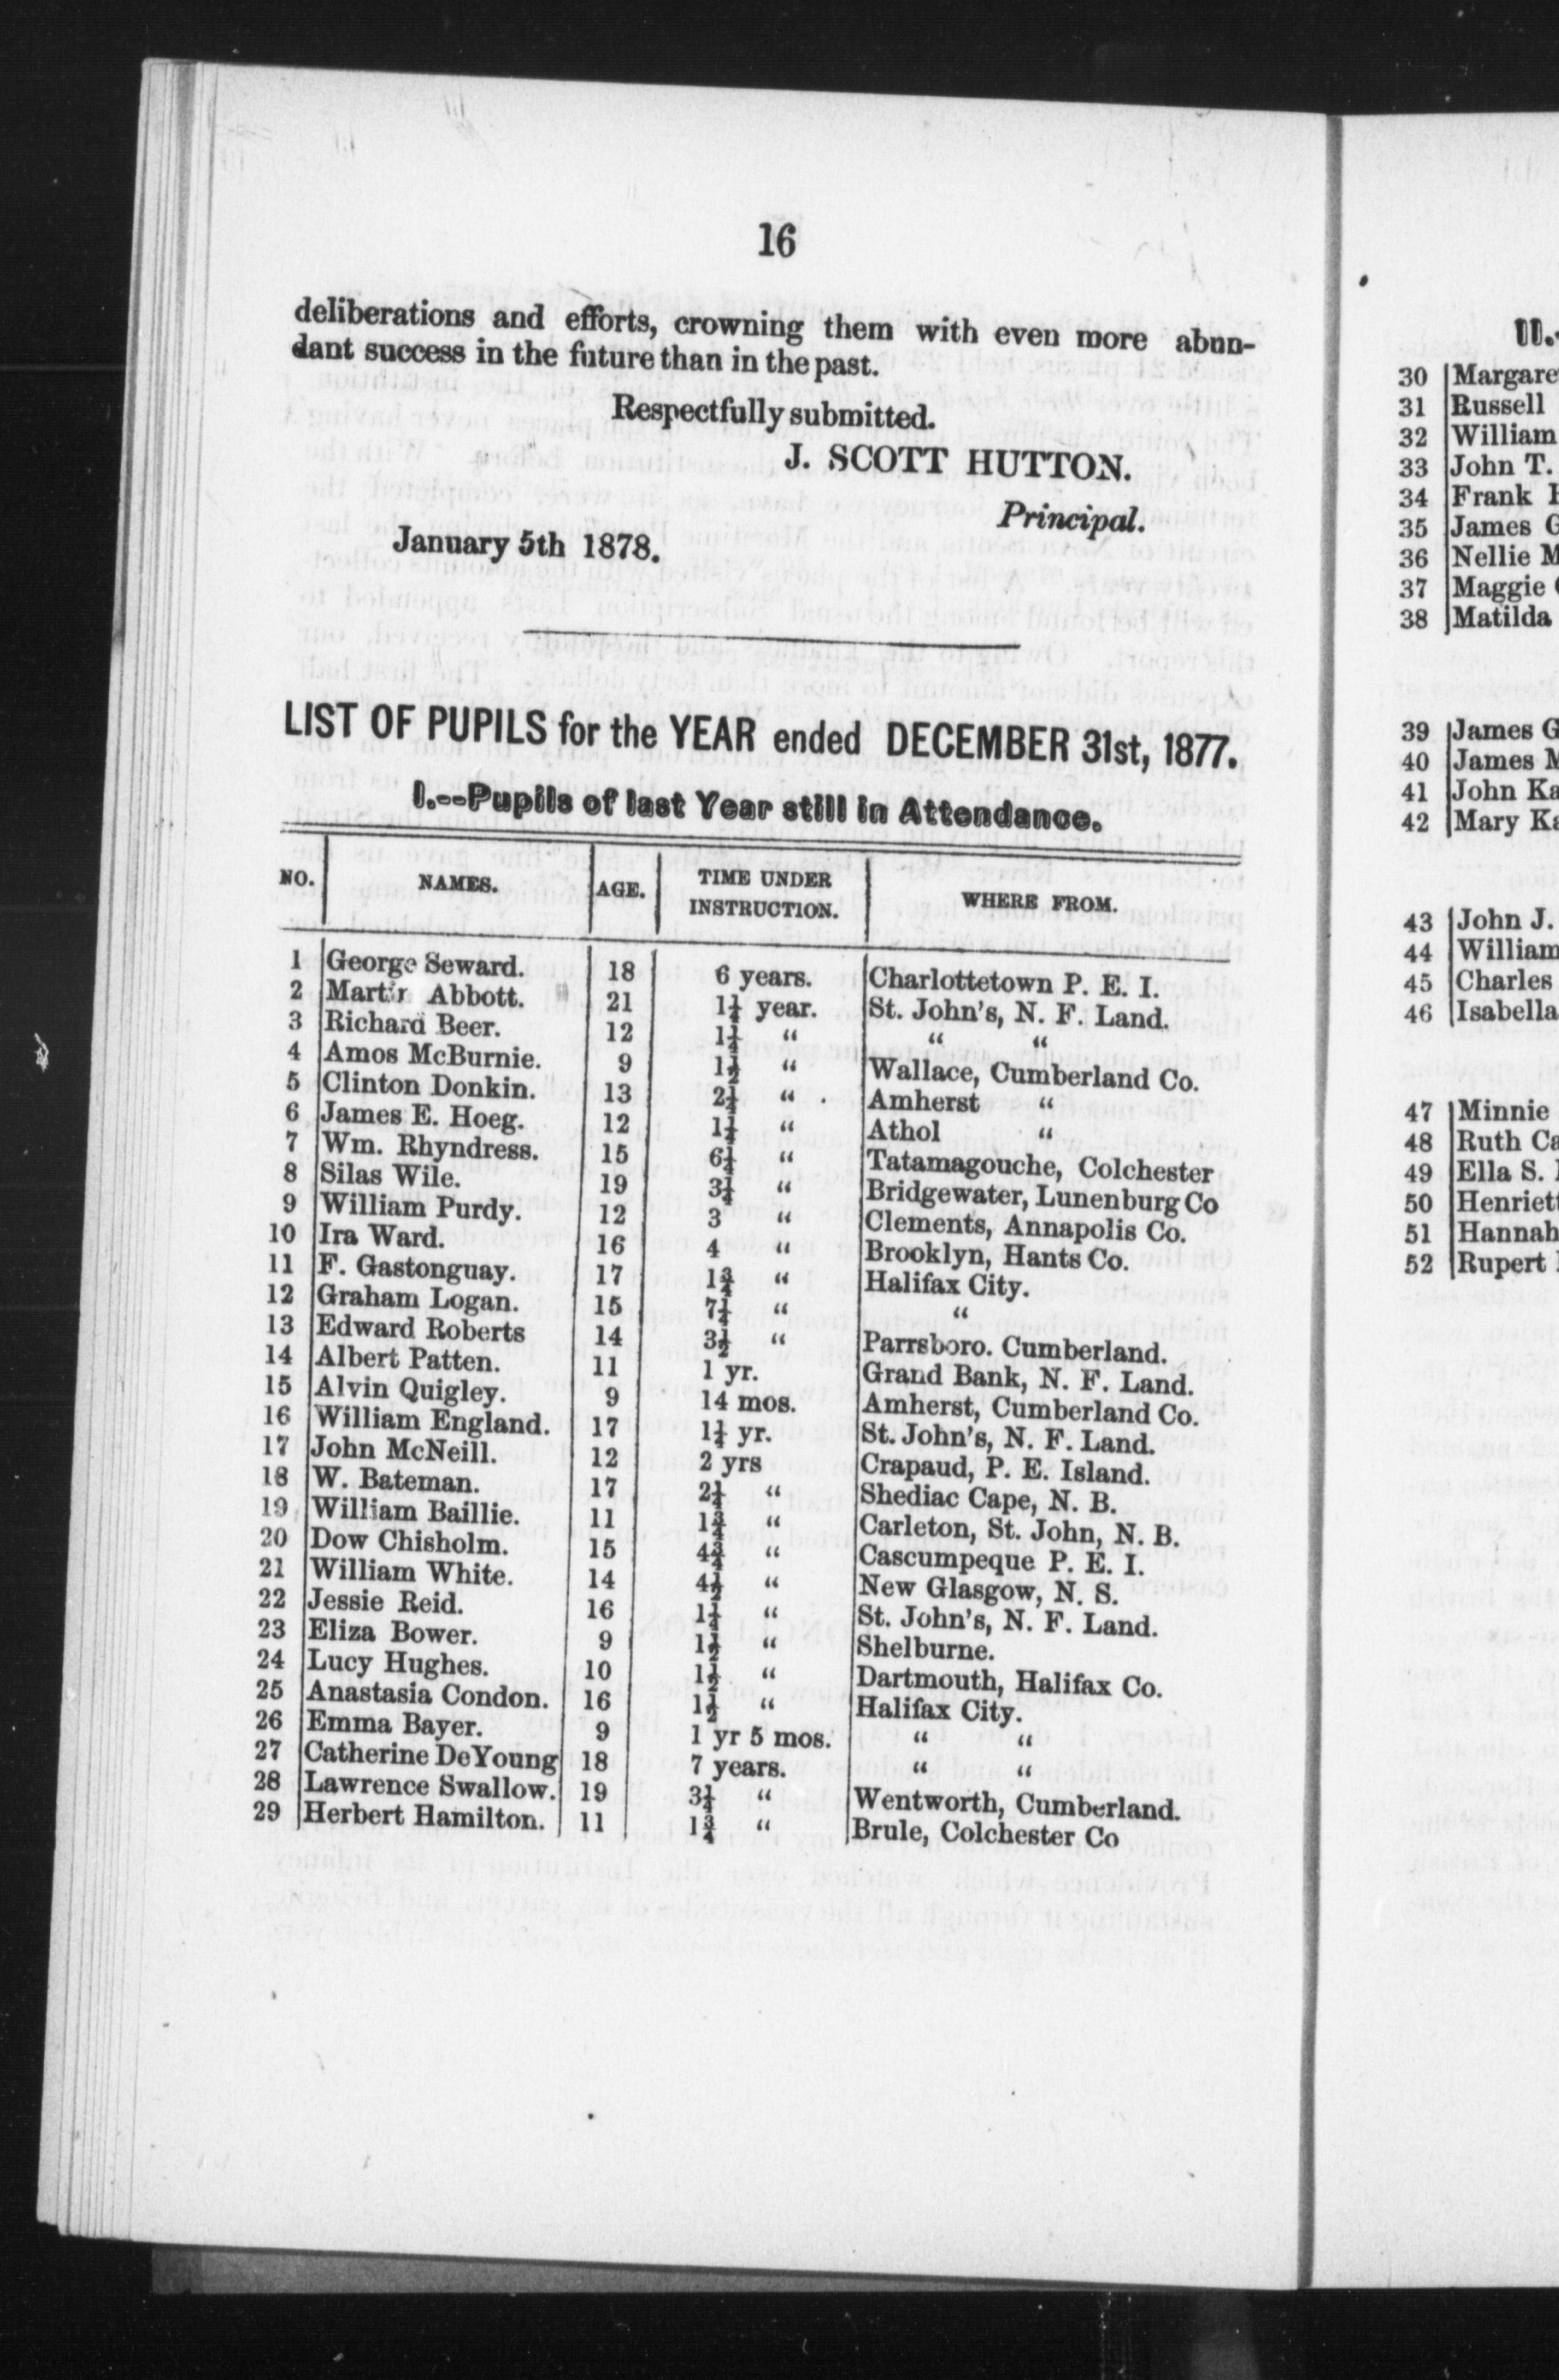 16
deliberations and efforts, crowning them with even more abun-
dant success in the future than in the past.
Respectfully submitted.
J. SCOTT HUTTON.
Principal.
January 5th 1878.
LIST OF PUPILS for the YEAR ended DECEMBER 31st, 1877.
I.--Pupils of last Year still in Attendance.
NO. NAMES. AGE. TIME UNDER INSTRUCTION. WHERE FROM.
1 George Seward. 18 6 years. Charlottetown P. E. I.
2 Martin Abbott. 21 1¼ year. St. John's, N. F. Land.
3 Richard Beer. 12 1¼ " " "
4 Amos McBurnie. 9 1½ " Wallace, Cumberland Co.
5 Clinton Donkin. 13 2¼ " Amherst "
6 James E. Hoeg. 12 1¼ " Athol "
7 Wm. Rhyndress. 15 6¼ " Tatamagouche, Colchester
8 Silas Wile. 19 3¼ " Bridgewater, Lunenburg Co
9 William Purdy. 12 3 " Clements, Annapolis Co.
10 Ira Ward. 16 4 " Brooklyn, Hants Co.
11 F. Gastonguay. 17 1¾ " Halifax City.
12 Graham Logan. 15 7¼ " "
13 Edward Roberts 14 3½ " Parrsboro. Cumberland.
14 Albert Patten. 11 1 yr. Grand Bank, N. F. Land.
15 Alvin Quigley. 9 14 mos. Amherst, Cumberland Co.
16 William England. 17 1¼ yr. St. John's, N. F. Land.
17 John McNeill. 12 2 yrs Crapaud, P. E. Island.
18 W. Bateman. 17 2¼ " Shediac Cape, N. B.
19 William Baillie. 11 1¾ " Carleton, St. John, N. B.
20 Dow Chisholm. 15 4¾ " Cascumpeque P. E. I.
21 William White. 14 4½ " New Glasgow, N. S.
22 Jessie Reid. 16 1¼ " St. John's, N. F. Land.
23 Eliza Bower. 9 1½ " Shelburne.
24 Lucy Hughes. 10 1½ " Dartmouth, Halifax Co.
25 Anastasia Condon. 16 1½ " Halifax City.
26 Emma Bayer. 9 1 yr 5 mos. " "
27 Catherine DeYoung 18 7 years. " "
28 Lawrence Swallow. 19 3¼ " Wentworth, Cumberland.
29 Herbert Hamilton. 11 1¾ " Brule, Colchester Co
II.
30 Margare
31 Russell
32 William
33 John T.
34 Frank
35 James G
36 Nellie M
37 Maggie
38 Matilda
39 James G
40 James M
41 John Ka
42 Mary Ka
43 John J.
44 William
45 Charles
46 Isabella
47 Minnie
48 Ruth Ca
49 Ella S.
50 Henriett
51 Hannah
52 Rupert